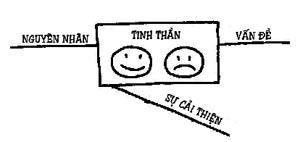 NGUYÊN NHÂN
TINH THẦN
VẤN ĐỀ
SỰ CẢI THIỆN